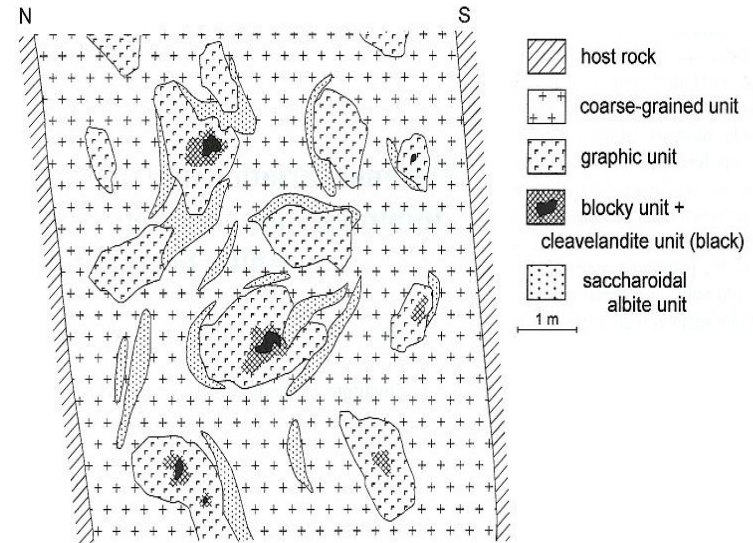 N
S
host rock
coarse-grained unit
graphic unit
blocky unit +
cleavelandite unit (black)
saccharoidal
albite unit
1 m